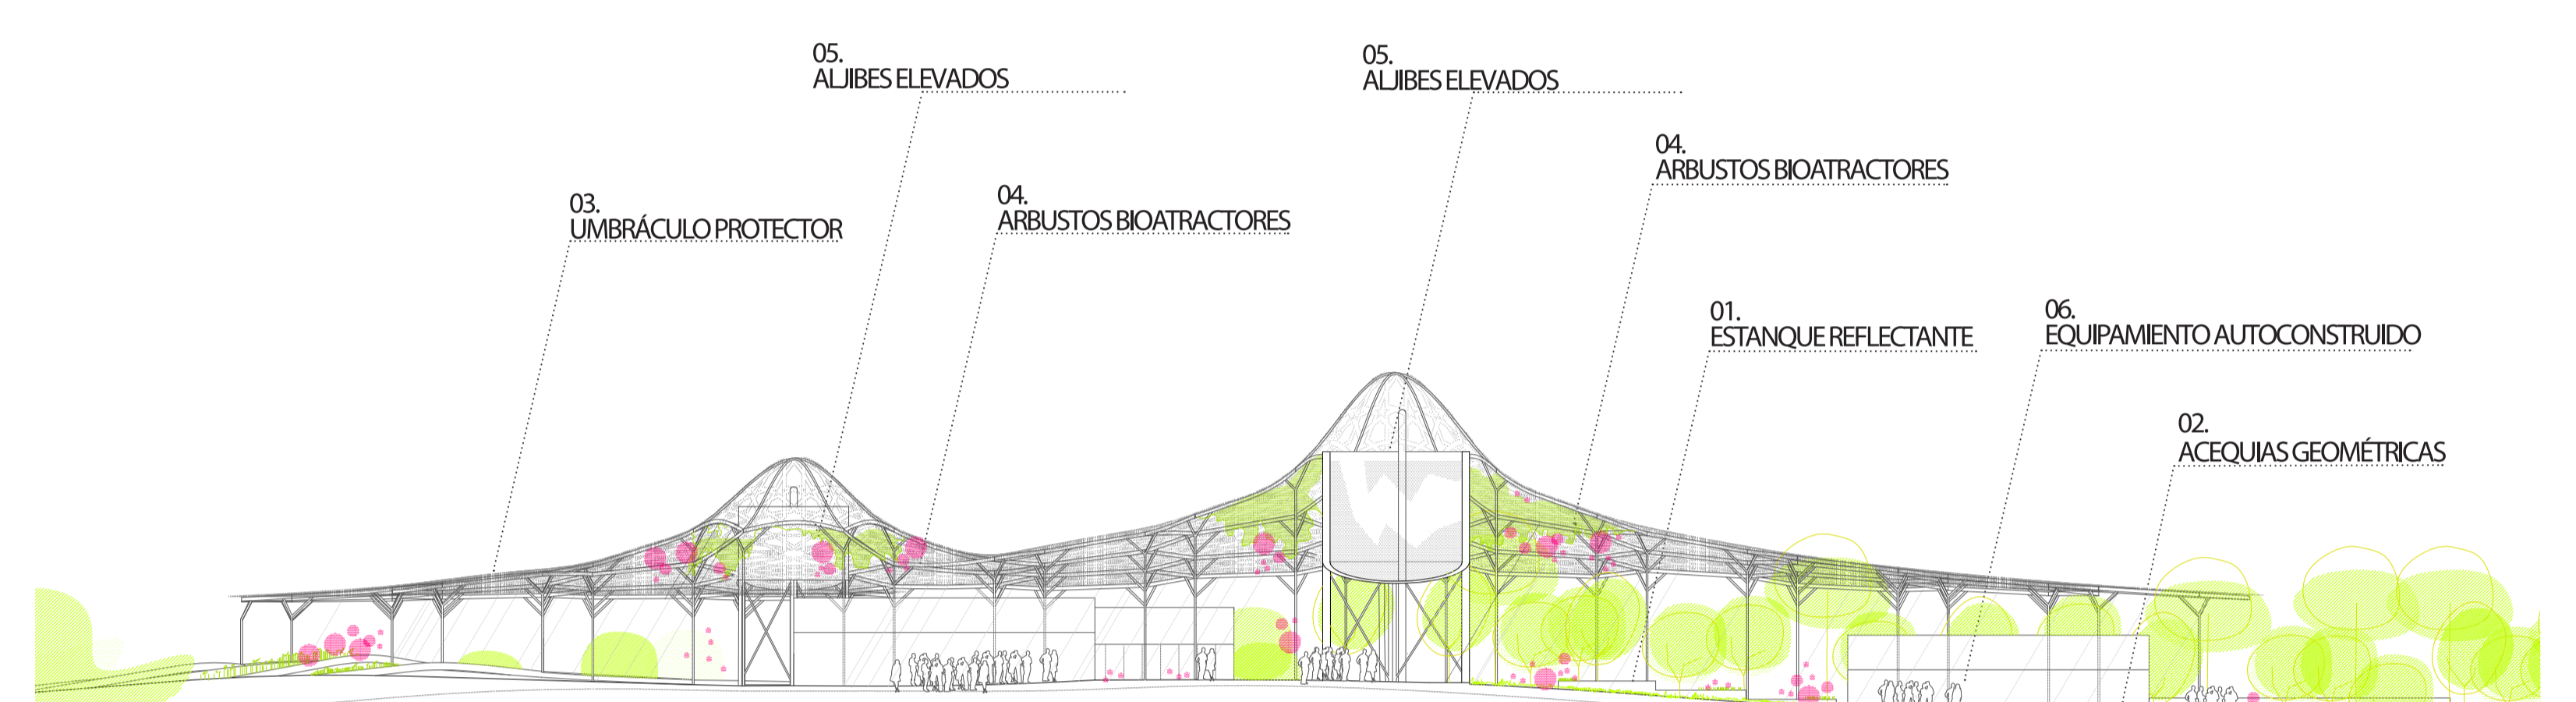 05.
ALJIBES ELEVADOS
05.
ALJIBES ELEVADOS
04.
ARBUSTOS BIOATRACTORES
03.
UMBRÁCULO PROTECTOR
04.
ARBUSTOS BIOATRACTORES
01.
ESTANQUE REFLECTANTE
06.
EQUIPAMIENTO AUTOCONSTRUIDO
02.
ACEQUIAS GEOMÉTRICAS